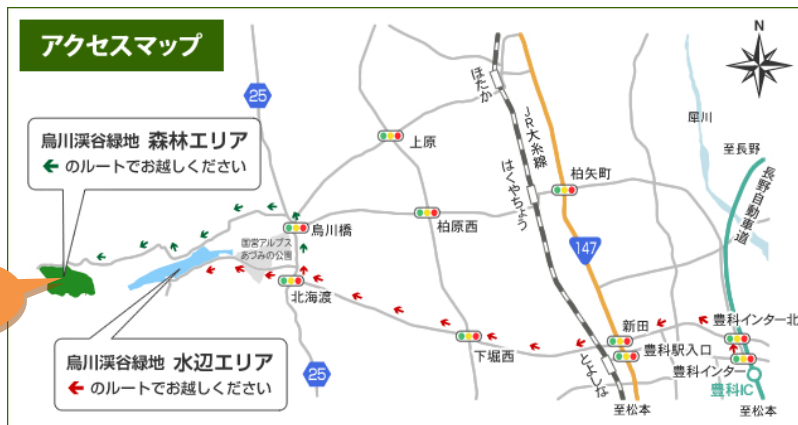 アクセスマップ
N
25
ほたか
犀川
烏川渓谷緑地 森林エリア
←のルートでお越しください
上原
JR大糸線
至長野
長野自動車道
はくやちょう
柏矢町
烏川橋
柏原西
国営アルプス
あづみの公園
147
北海渡
新田
豊科インター北
烏川渓谷緑地 水辺エリア
←のルートでお越しください
下堀西
豊科駅入口
とよしな
豊科インター
25
豊科IC
至松本
至松本